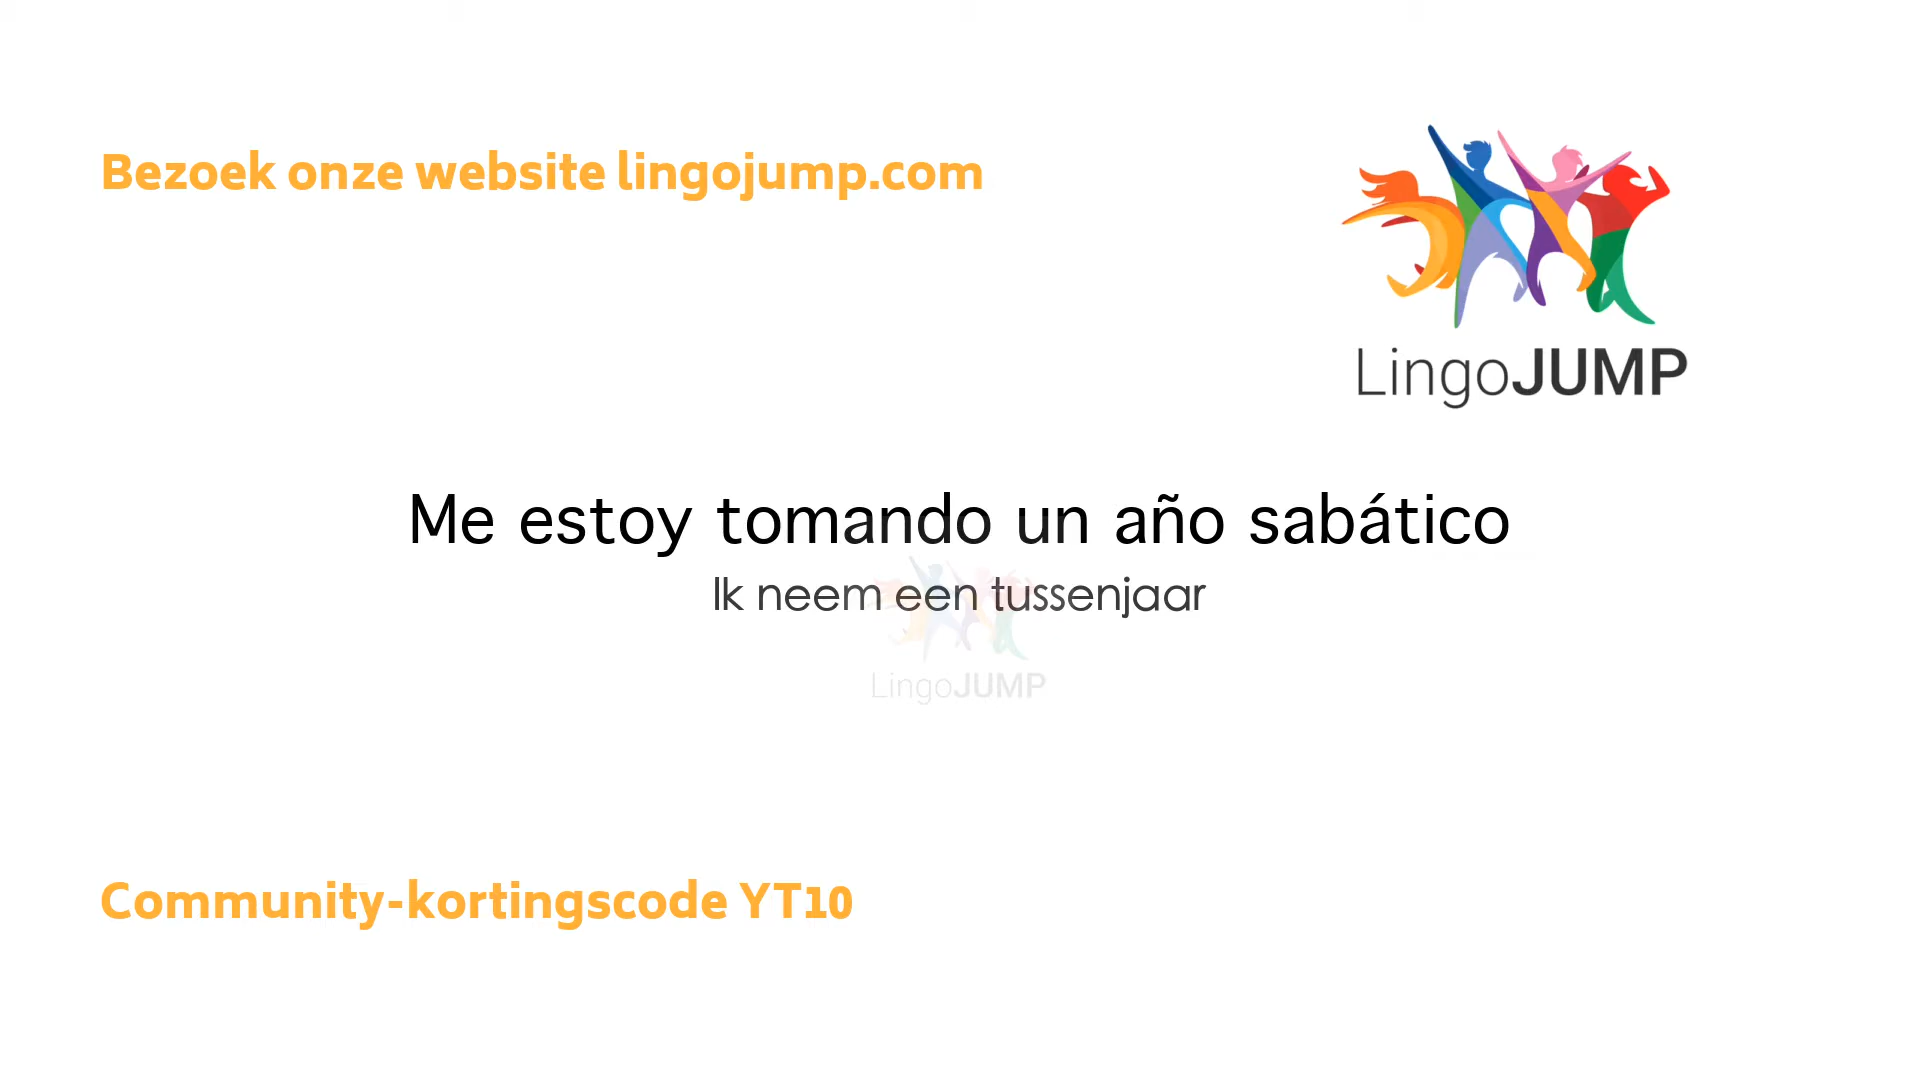 Bezoek onze website lingojump.com
LingoJUMP
Me estoy tomando un año sabático
Ik neem een tussenjaar
LingoJUMP
Community-kortingscode YT10